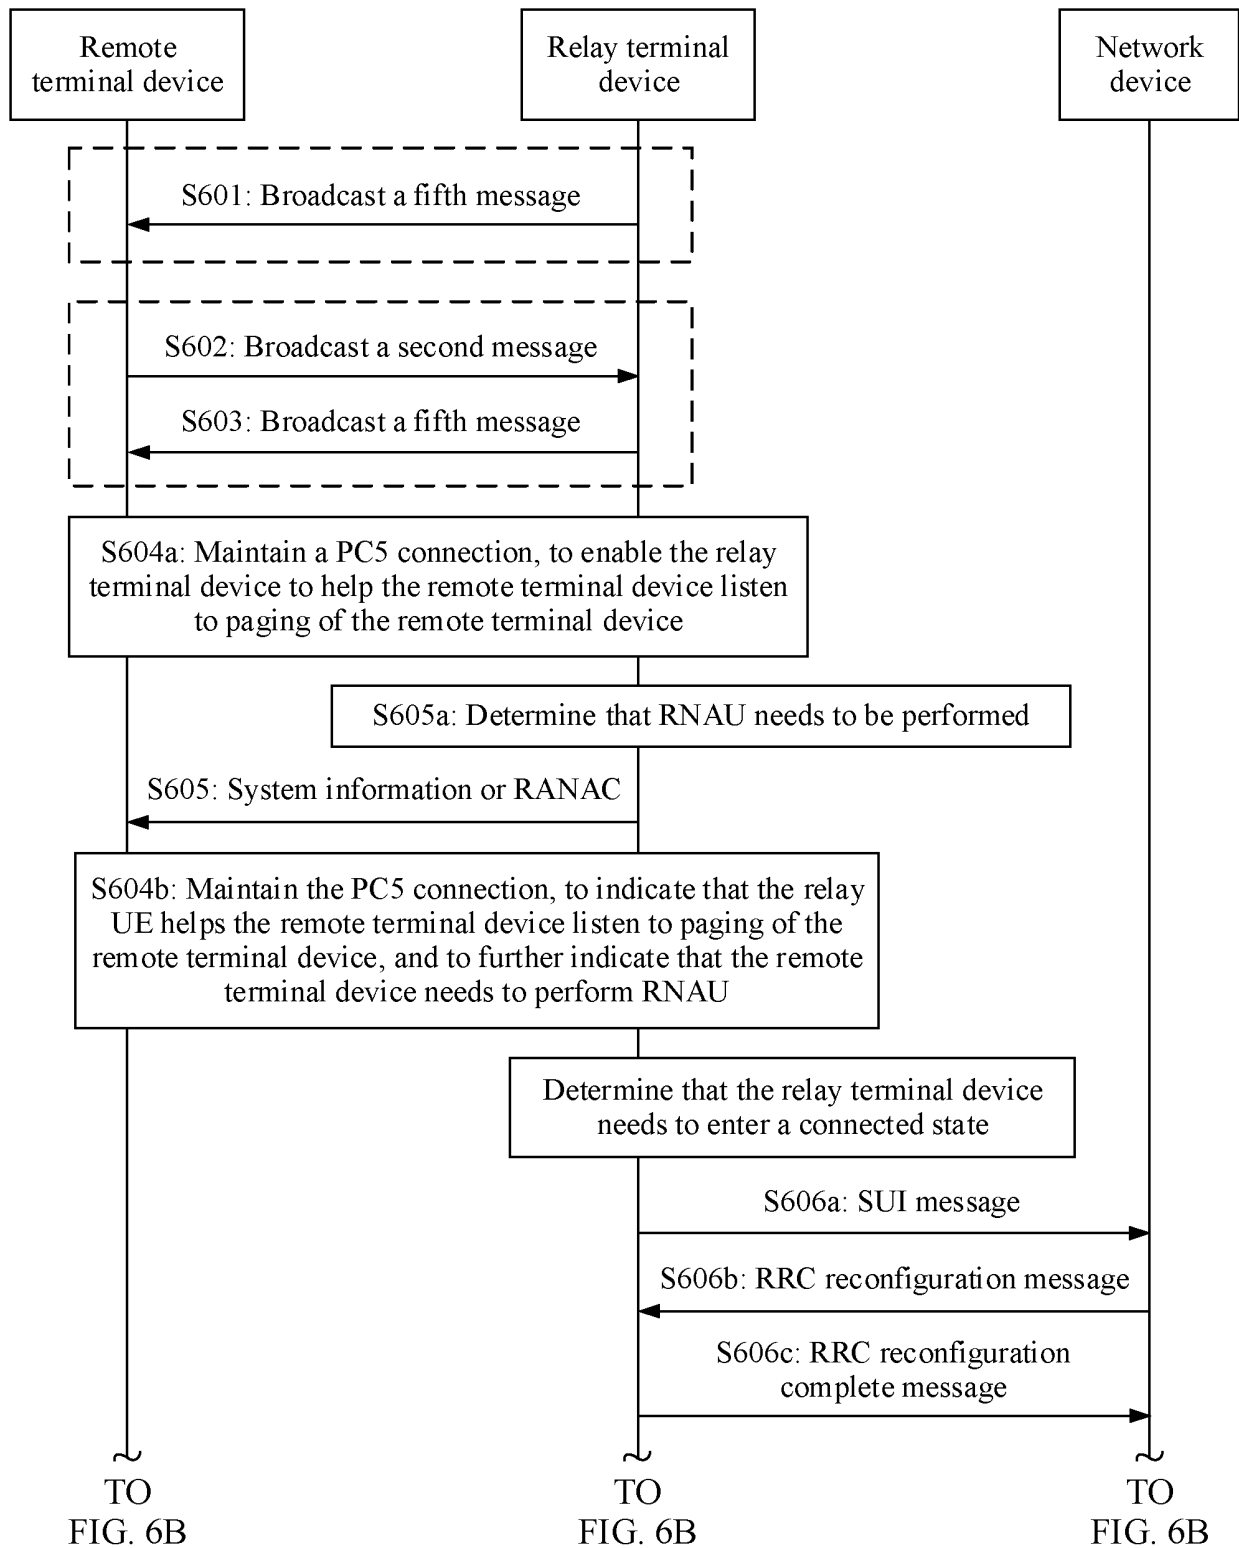 Remote
terminal device
Relay terminal
device
Network
device
S601: Broadcast a fifth message
S602: Broadcast a second message
S603: Broadcast a fifth message
S604a: Maintain a PC5 connection, to enable the relay
terminal device to help the remote terminal device listen
to paging of the remote terminal device
S605a: Determine that RNAU needs to be performed
S605: System information or RANAC
S604b: Maintain the PC5 connection, to indicate that the relay
UE helps the remote terminal device listen to paging of the
remote terminal device, and to further indicate that the remote
terminal device needs to perform RNAU
Determine that the relay terminal device
needs to enter a connected state
S606a: SUI message
S606b: RRC reconfiguration message
S606c: RRC reconfiguration
complete message
TO
FIG. 6B
TO
FIG. 6B
TO
FIG. 6B